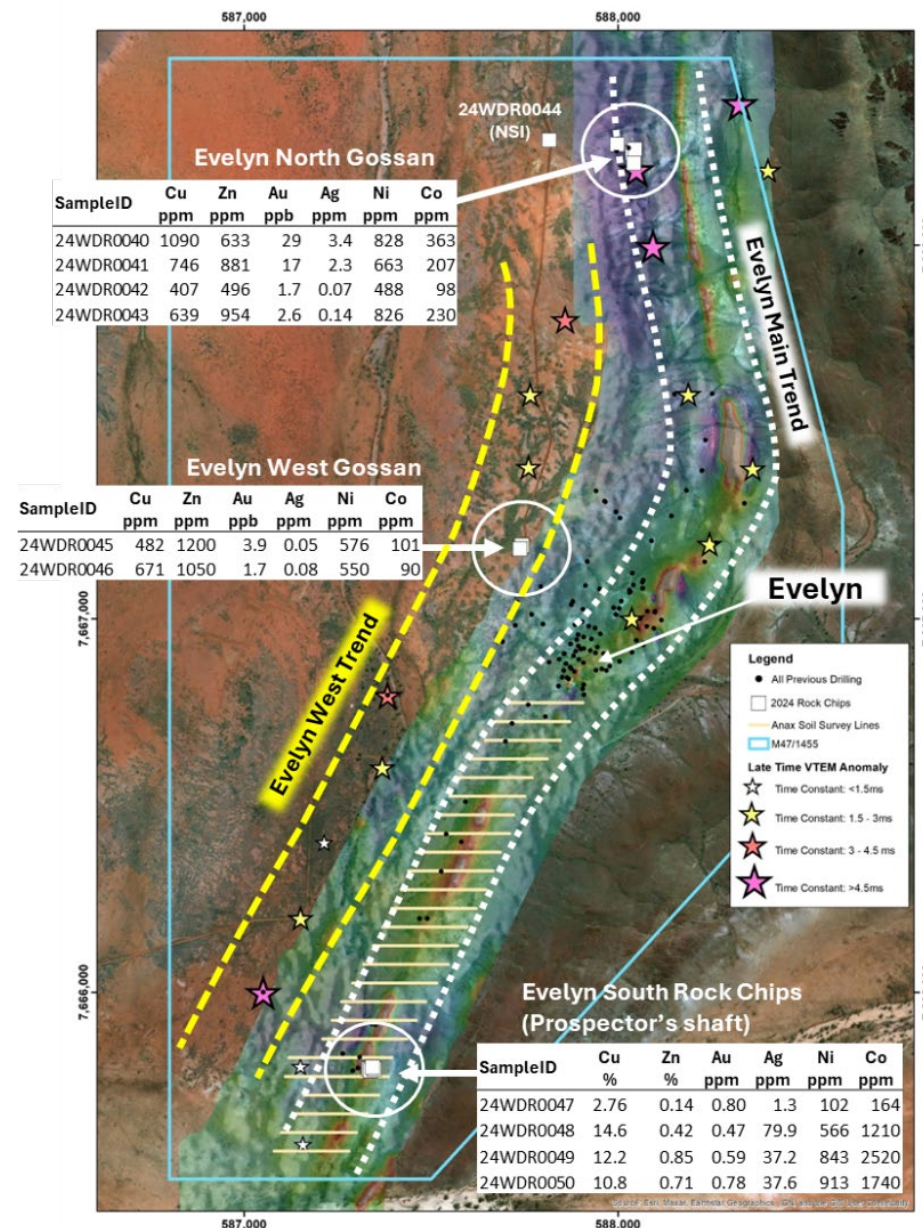 587,000 588,000
24WDR0044
(NSI)
Evelyn North Gossan
SampleID Cu ppm Zn ppm Au ppb Ag ppm Ni ppm Co ppm
24WDR0040 1090 633 29 3.4 828 363
24WDR0041 746 881 17 2.3 663 207
24WDR0042 407 496 1.7 0.07 488 98
24WDR0043 639 954 2.6 0.14 826 230
Evelyn Main Trend
Evelyn West Gossan
SampleID Cu ppm Zn ppm Au ppb Ag ppm Ni ppm Co ppm
24WDR0045 482 1200 3.9 0.05 576 101
24WDR0046 671 1050 1.7 0.08 550 90
Evelyn
7,667,000
Evelyn West Trend
Legend
All Previous Drilling
2024 Rock Chips
Anax Soil Survey Lines
M47/1455
Late Time VTEM Anomaly
Time Constant: <1.5ms
Time Constant: 1.5 - 3ms
Time Constant: 3 - 4.5 ms
Time Constant: >4.5ms
7,666,000
Evelyn South Rock Chips
(Prospector's shaft)
SampleID Cu % Zn % Au ppm Ag ppm Ni ppm Co ppm
24WDR0047 2.76 0.14 0.80 1.3 102 164
24WDR0048 14.6 0.42 0.47 79.9 566 1210
24WDR0049 12.2 0.85 0.59 37.2 843 2520
24WDR0050 10.8 0.71 0.78 37.6 913 1740
Source: Esri, Maxar, Earthstar Geographics
587,000 588,000